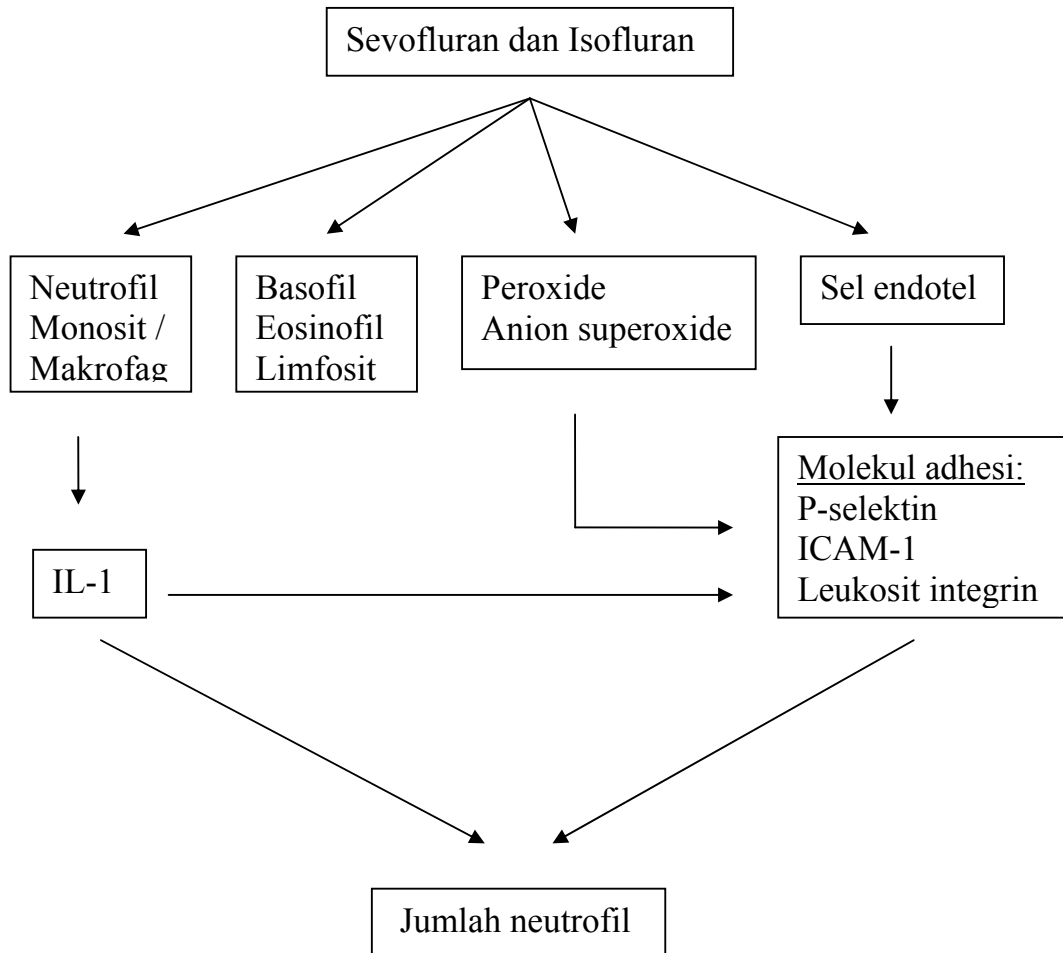 Sevofluran dan Isofluran
Neutrofil
Monosit /
Makrofag
Basofil
Eosinofil
Limfosit
Peroxide
Anion superoxide
Sel endotel
Molekul adhesi:
P-selektin
ICAM-1
Leukosit integrin
IL-1
Jumlah neutrofil